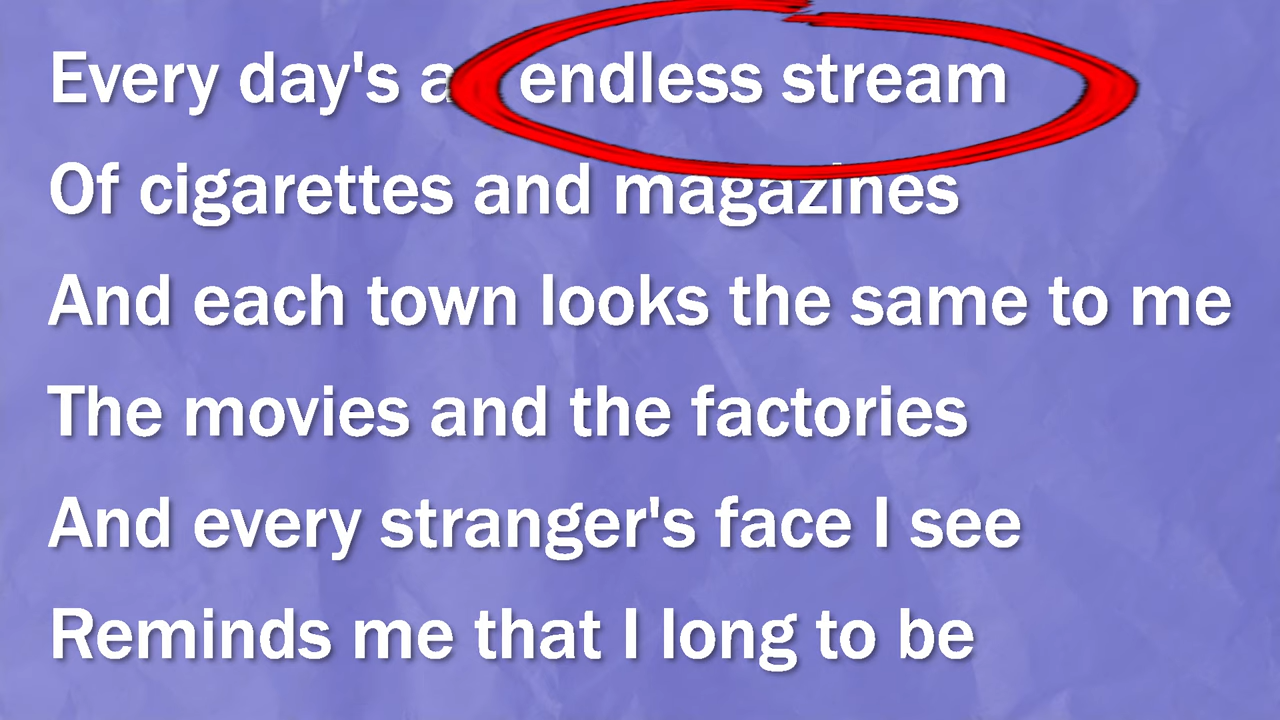 Every day's a endless stream
Of cigarettes and magazines
And each town looks the same to me
The movies and the factories
And every stranger's face I see
Reminds me that I long to be